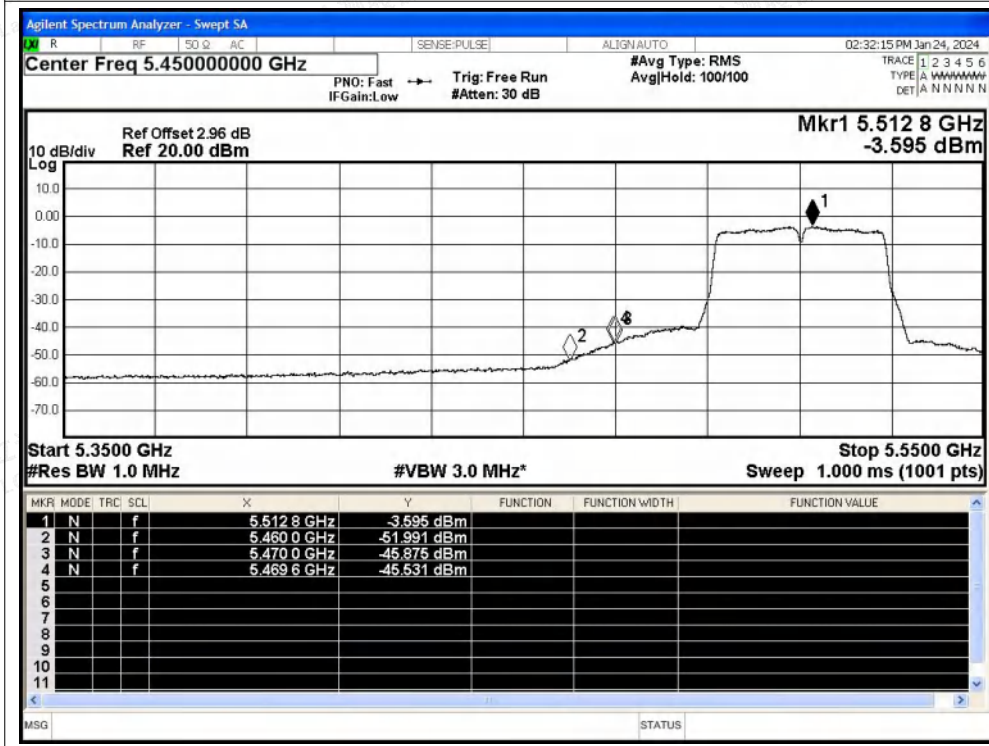 Agilent Spectrum Analyzer - Swept SA
LXI R RF 50 Ω AC SENSE:PULSE ALIGN AUTO 02:32:15 PM Jan 24, 2024
Center Freq 5.450000000 GHz
PNO: Fast
IFGain:Low
Trig: Free Run
#Atten: 30 dB
#Avg Type: RMS
Avg|Hold: 100/100
TRACE 1 2 3 4 5 6
TYPE A WWWWW
DET A N N N N N
Ref Offset 2.96 dB
10 dB/div Ref 20.00 dBm
Log
Mkr1 5.512 8 GHz
-3.595 dBm
10.0
0.00
-10.0
-20.0
-30.0
-40.0
-50.0
-60.0
-70.0
1
2
Start 5.3500 GHz Stop 5.5500 GHz
#Res BW 1.0 MHz #VBW 3.0 MHz* Sweep 1.000 ms (1001 pts)
MKR MODE TRC SCL X Y FUNCTION FUNCTION WIDTH FUNCTION VALUE
1 N f 5.512 8 GHz -3.595 dBm
2 N f 5.460 0 GHz -51.991 dBm
3 N f 5.470 0 GHz -45.875 dBm
4 N f 5.469 6 GHz -45.531 dBm
5
6
7
8
9
10
11
MSG STATUS